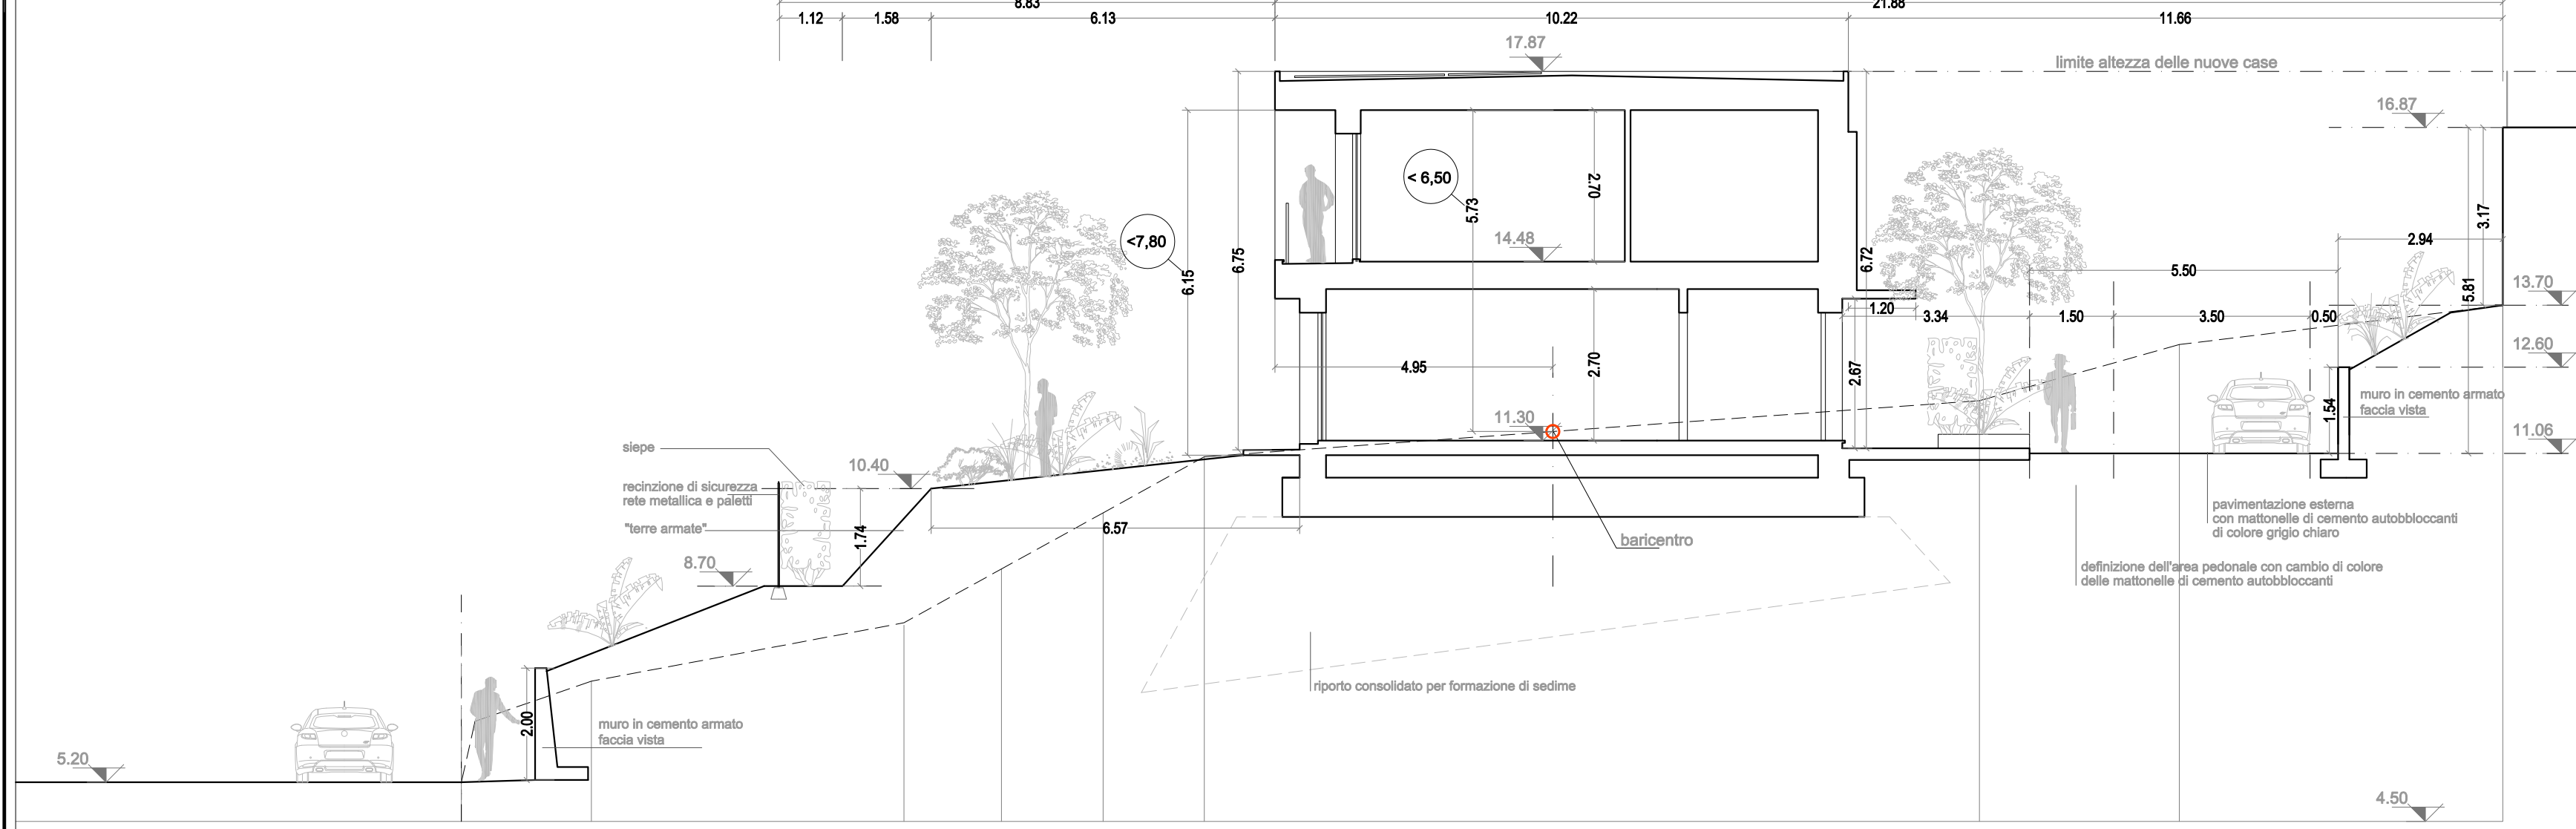 8.83
21.88
1.12
1.58
6.13
10.22
11.66
17.87
limite altezza delle nuove case
16.87
< 6,50
5.73
2.70
3.17
<7,80
6.15
6.75
14.48
6.72
2.94
5.50
5.81
13.70
1.20
3.34
1.50
3.50
0.50
12.60
4.95
2.70
2.67
1.54
muro in cemento armato
faccia vista
11.30
11.06
siepe
10.40
recinzione di sicurezza
rete metallica e paletti
"terre armate"
1.74
6.57
baricentro
pavimentazione esterna
con mattonelle di cemento autobbloccanti
di colore grigio chiaro
8.70
definizione dell'area pedonale con cambio di colore
delle mattonelle di cemento autobbloccanti
riporto consolidato per formazione di sedime
2.00
muro in cemento armato
faccia vista
5.20
4.50